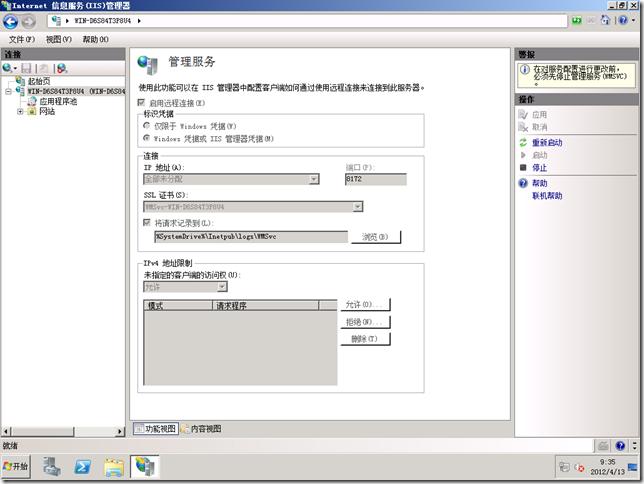 Internet 信息服务(IIS)管理器
WIN-D6S84T3P8U4
文件(F) 视图(V) 帮助(H)
连接
起始页
WIN-D6S84T3P8U4 (WIN-D6S84
应用程序池
网站
管理服务
使用此功能可以在 IIS 管理器中配置客户端如何通过使用远程连接来连接到此服务器。
启用远程连接(E)
标识凭据
仅限于 Windows 凭据(W)
Windows 凭据或 IIS 管理器凭据(M)
连接
IP 地址(A): 端口(P):
全部未分配 8172
SSL 证书(S):
WMSvc-WIN-D6S84T3P8U4
将请求记录到(L):
%SystemDrive%\Inetpub\logs\WMSvc 浏览(B)
IPv4 地址限制
未指定的客户端的访问权(U):
允许
模式 请求程序
允许(O)...
拒绝(N)...
删除(T)
功能视图 内容视图
警报
在对服务配置进行更改前,
必须先停止管理服务(WMSVC)
操作
应用
取消
重新启动
启动
停止
帮助
联机帮助
就绪
开始
9:35
2012/4/13